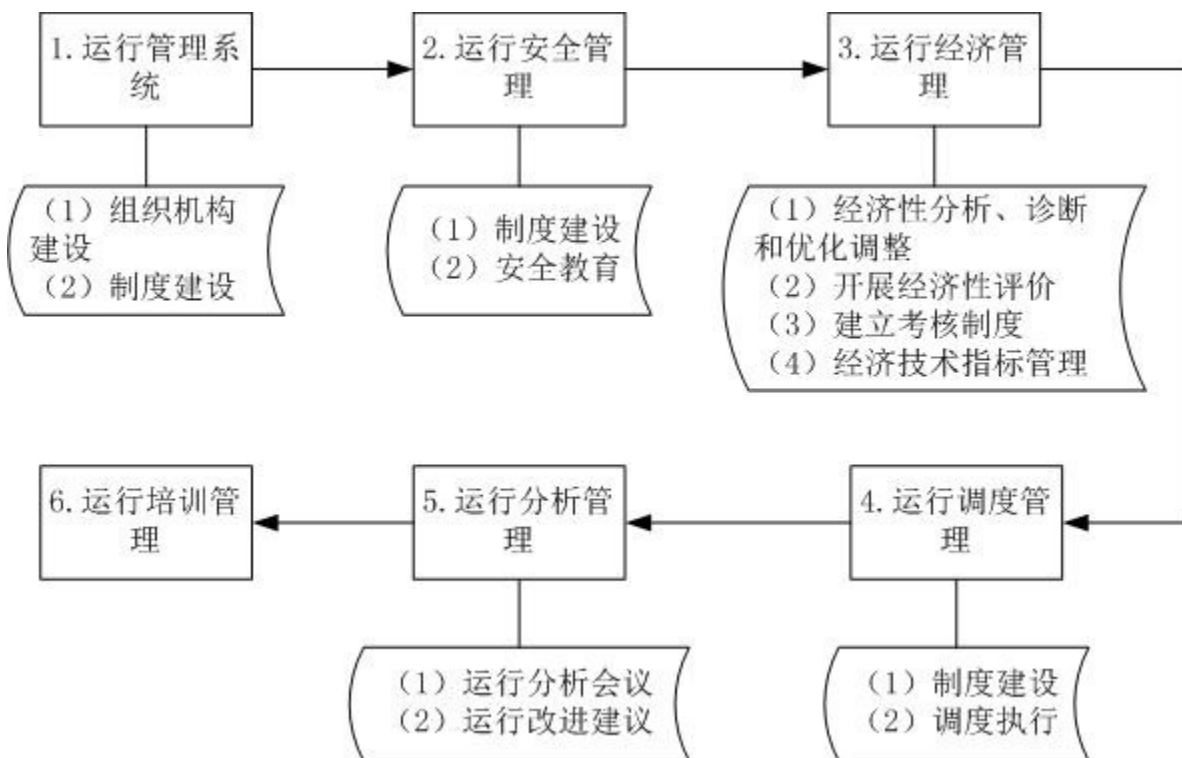 1.运行管理系
统
2.运行安全管
理
3.运行经济管
理
（1）组织机构
建设
（2）制度建设
（1）制度建设
（2）安全教育
（1）经济性分析、诊断
和优化调整
（2）开展经济性评价
（3）建立考核制度
（4）经济技术指标管理
4.运行调度管
理
5.运行分析管
理
6.运行培训管
理
（1）制度建设
（2）调度执行
（1）运行分析会议
（2）运行改进建议